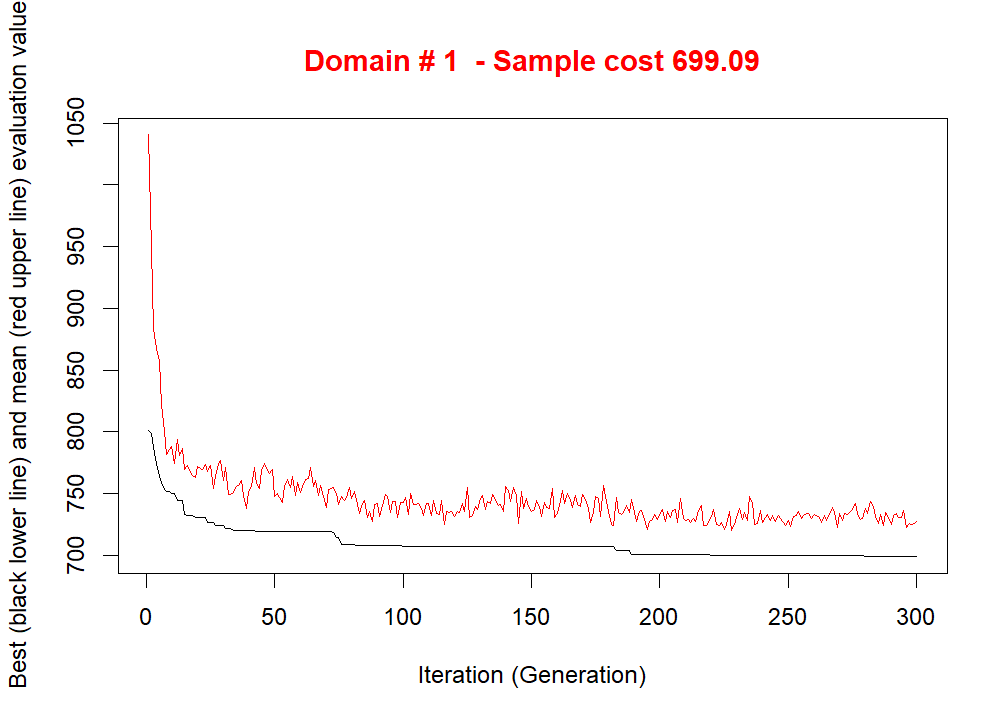 Domain # 1  - Sample cost 699.09
Best (black lower line) and mean (red upper line) evaluation value
1050
950
900
850
800
750
700
0 50 100 150 200 250 300
Iteration (Generation)